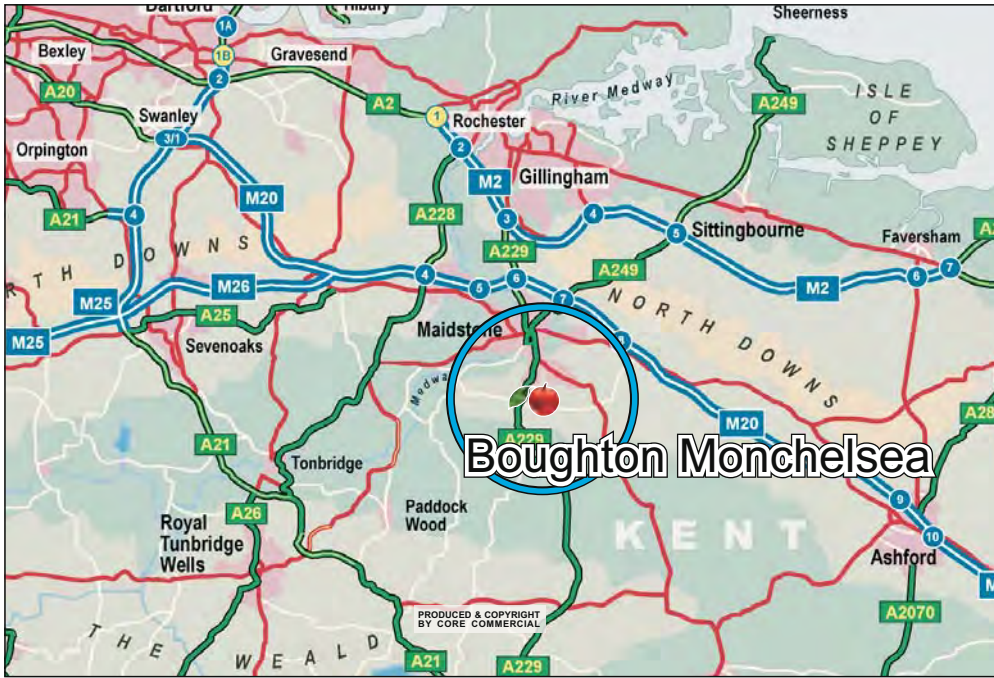 Dartford
Tilbury
Sheerness
1A
Bexley
1B
Gravesend
2
A20
A2
River Medway
A249
ISLE
OF
SHEPPEY
Swanley
1
Rochester
3/1
2
Orpington
M20
M2
Gillingham
A21
4
A228
3
4
A229
5
Sittingbourne
Faversham
NORTH DOWNS
M25
M26
4
5
6
A249
7
M2
6
7
A25
M25
Sevenoaks
Maidstone
NORTH DOWNS
Medway
A229
M20
A21
Boughton Monchelsea
Tonbridge
A26
Paddock
Wood
KENT
9
10
Royal
Tunbridge
Wells
Ashford
PRODUCED & COPYRIGHT
BY CORE COMMERCIAL
A2070
THE WEALD
A21
A229